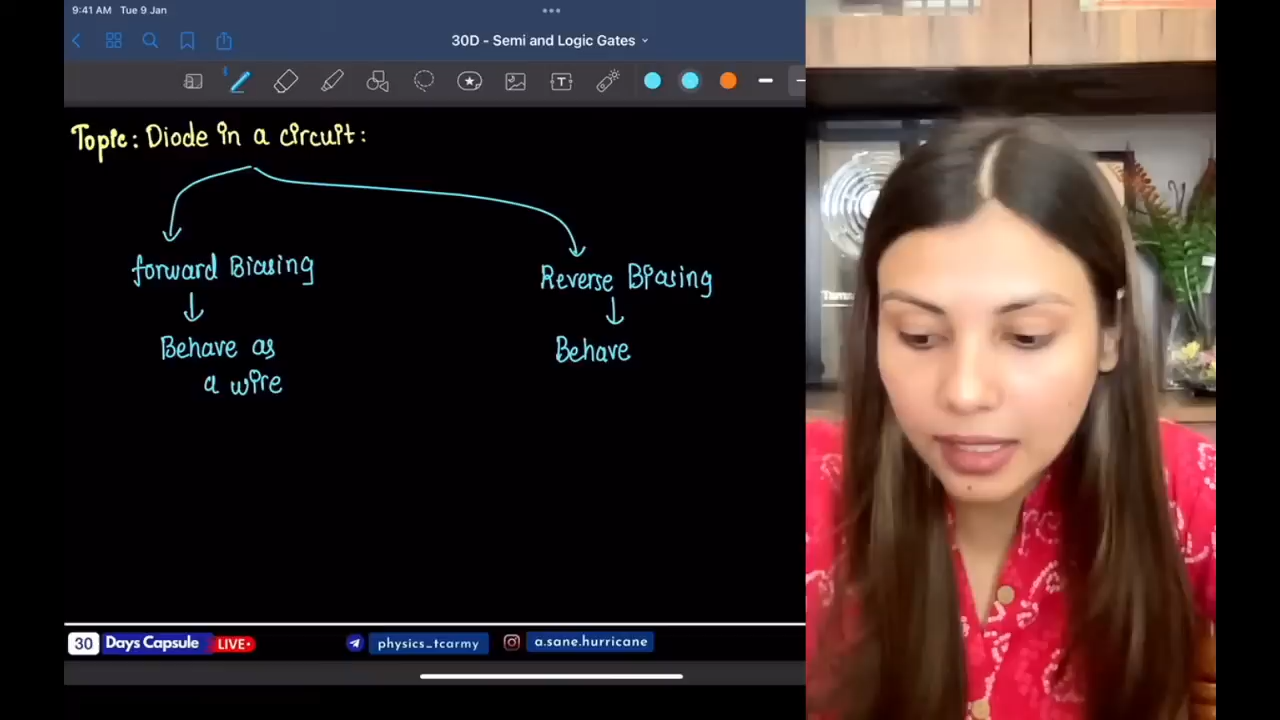 9:41 AM Tue 9 Jan
30D - Semi and Logic Gates
Topic: Diode in a circuit:
forward Biasing
Reverse Biasing
Behave as
a wire
Behave
30 Days Capsule LIVE
physics_tcarmy
a.sane.hurricane